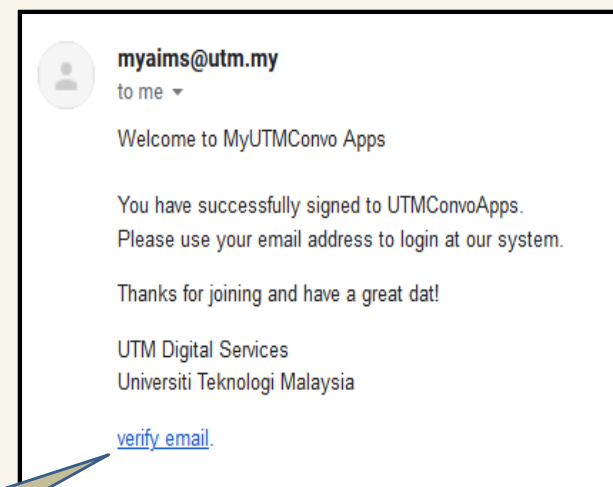 myaims@utm.my
to me
Welcome to MyUTMConvo Apps
You have successfully signed to UTMConvoApps.
Please use your email address to login at our system.
Thanks for joining and have a great dat!
UTM Digital Services
Universiti Teknologi Malaysia
verify email.